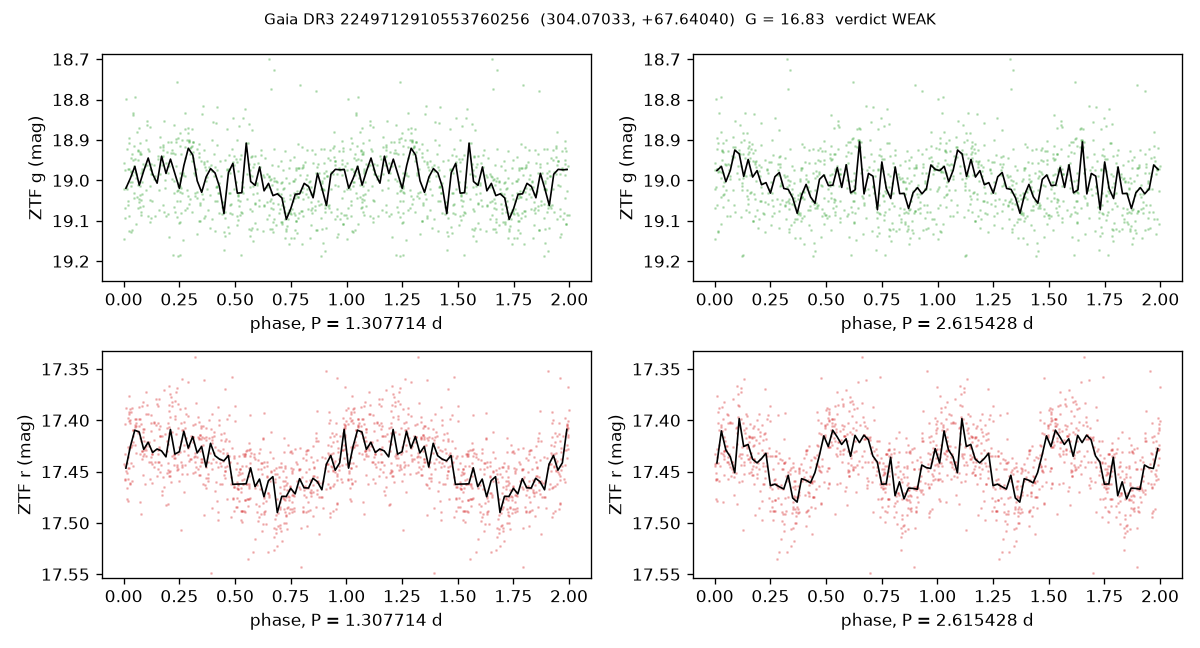 Gaia DR3 2249712910553760256 (304.07033, +67.64040) G = 16.83 verdict WEAK
18.7
18.8
18.9
19.0
19.1
19.2
ZTF g (mag)
0.00 0.25 0.50 0.75 1.00 1.25 1.50 1.75 2.00
phase, P = 1.307714 d
18.7
18.8
18.9
19.0
19.1
19.2
ZTF g (mag)
0.00 0.25 0.50 0.75 1.00 1.25 1.50 1.75 2.00
phase, P = 2.615428 d
17.35
17.40
17.45
17.50
17.55
ZTF r (mag)
0.00 0.25 0.50 0.75 1.00 1.25 1.50 1.75 2.00
phase, P = 1.307714 d
17.35
17.40
17.45
17.50
17.55
ZTF r (mag)
0.00 0.25 0.50 0.75 1.00 1.25 1.50 1.75 2.00
phase, P = 2.615428 d